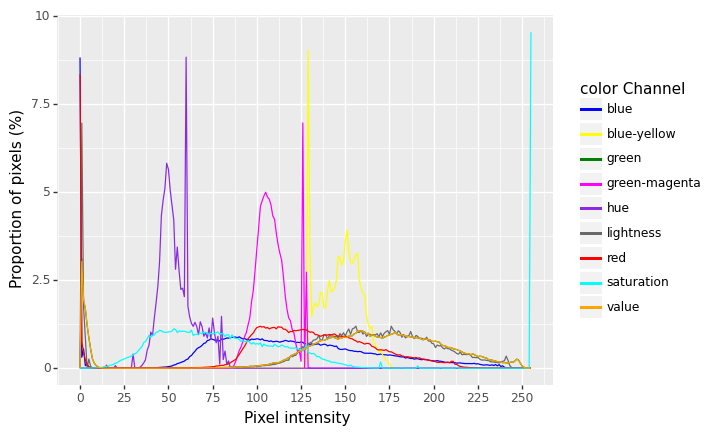 10
7.5
5
2.5
0
Proportion of pixels (%)
0
25
50
75
100
125
150
175
200
225
250
Pixel intensity
color Channel
blue
blue-yellow
green
green-magenta
hue
lightness
red
saturation
value